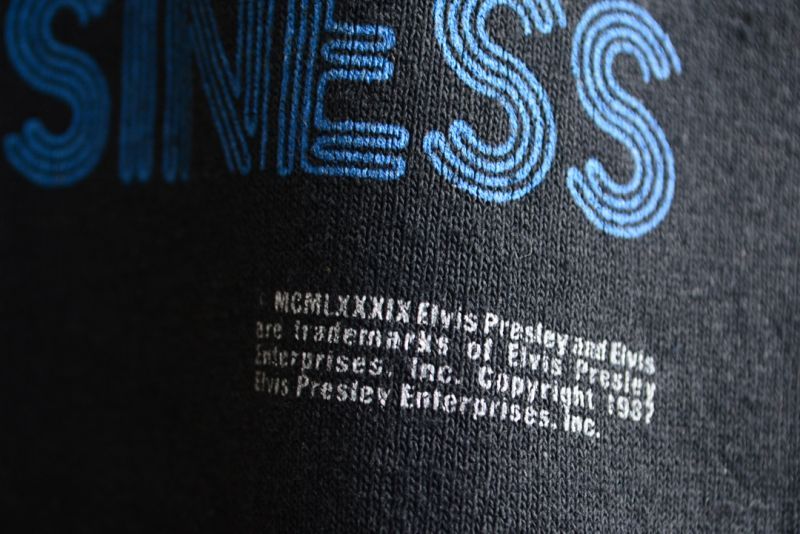 SINESS
MCMLXXXIX Elvis Presley and Elvis
are trademarks of Elvis Presley
Enterprises, Inc. Copyright 1987
Elvis Presley Enterprises, Inc.